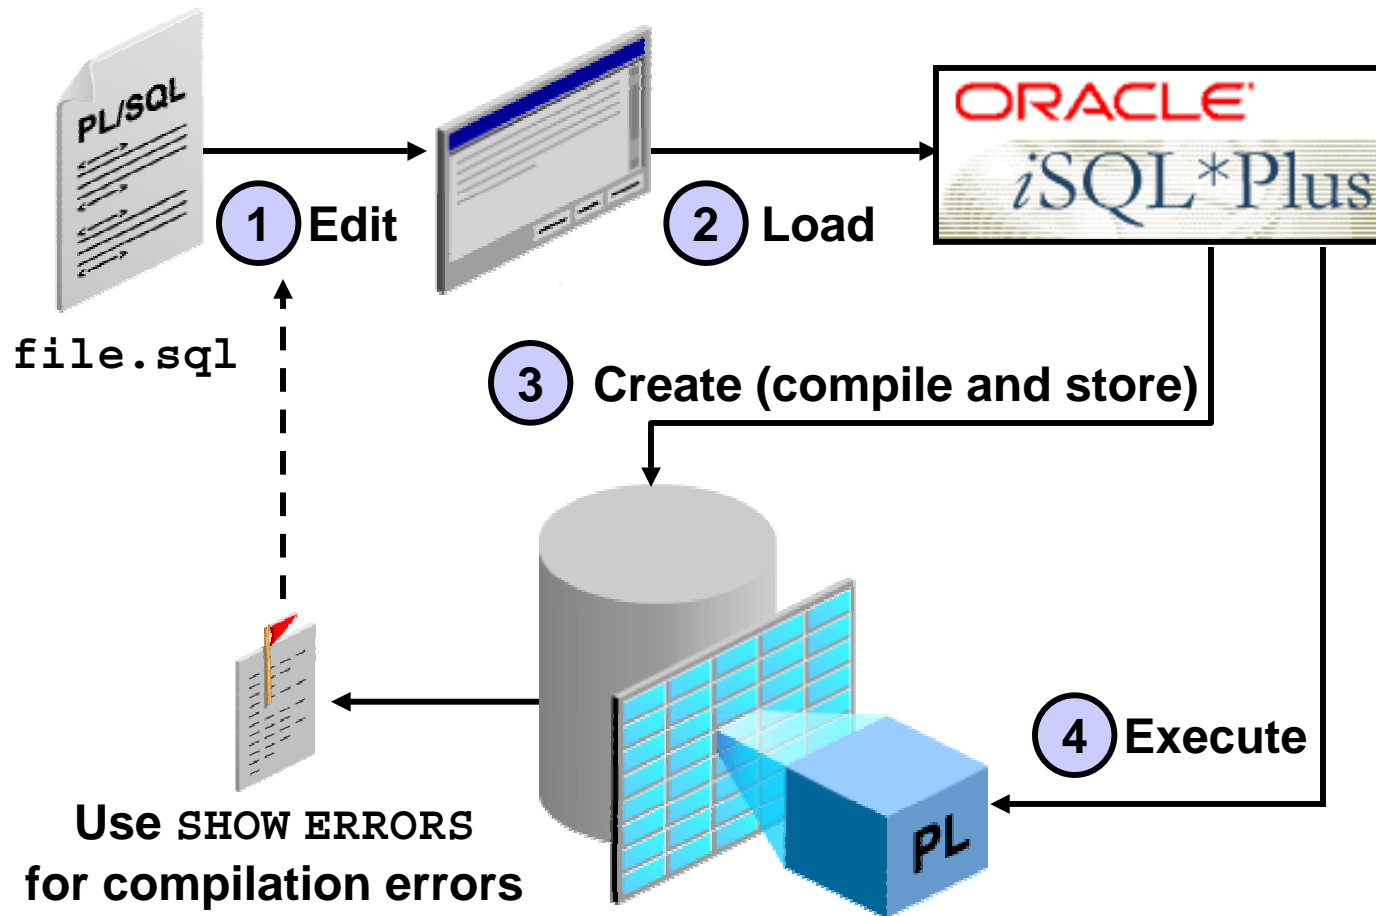 PL/SQL
ORACLE
iSQL*Plus
1 Edit
2 Load
file.sql
3 Create (compile and store)
4 Execute
Use SHOW ERRORS
for compilation errors
PL